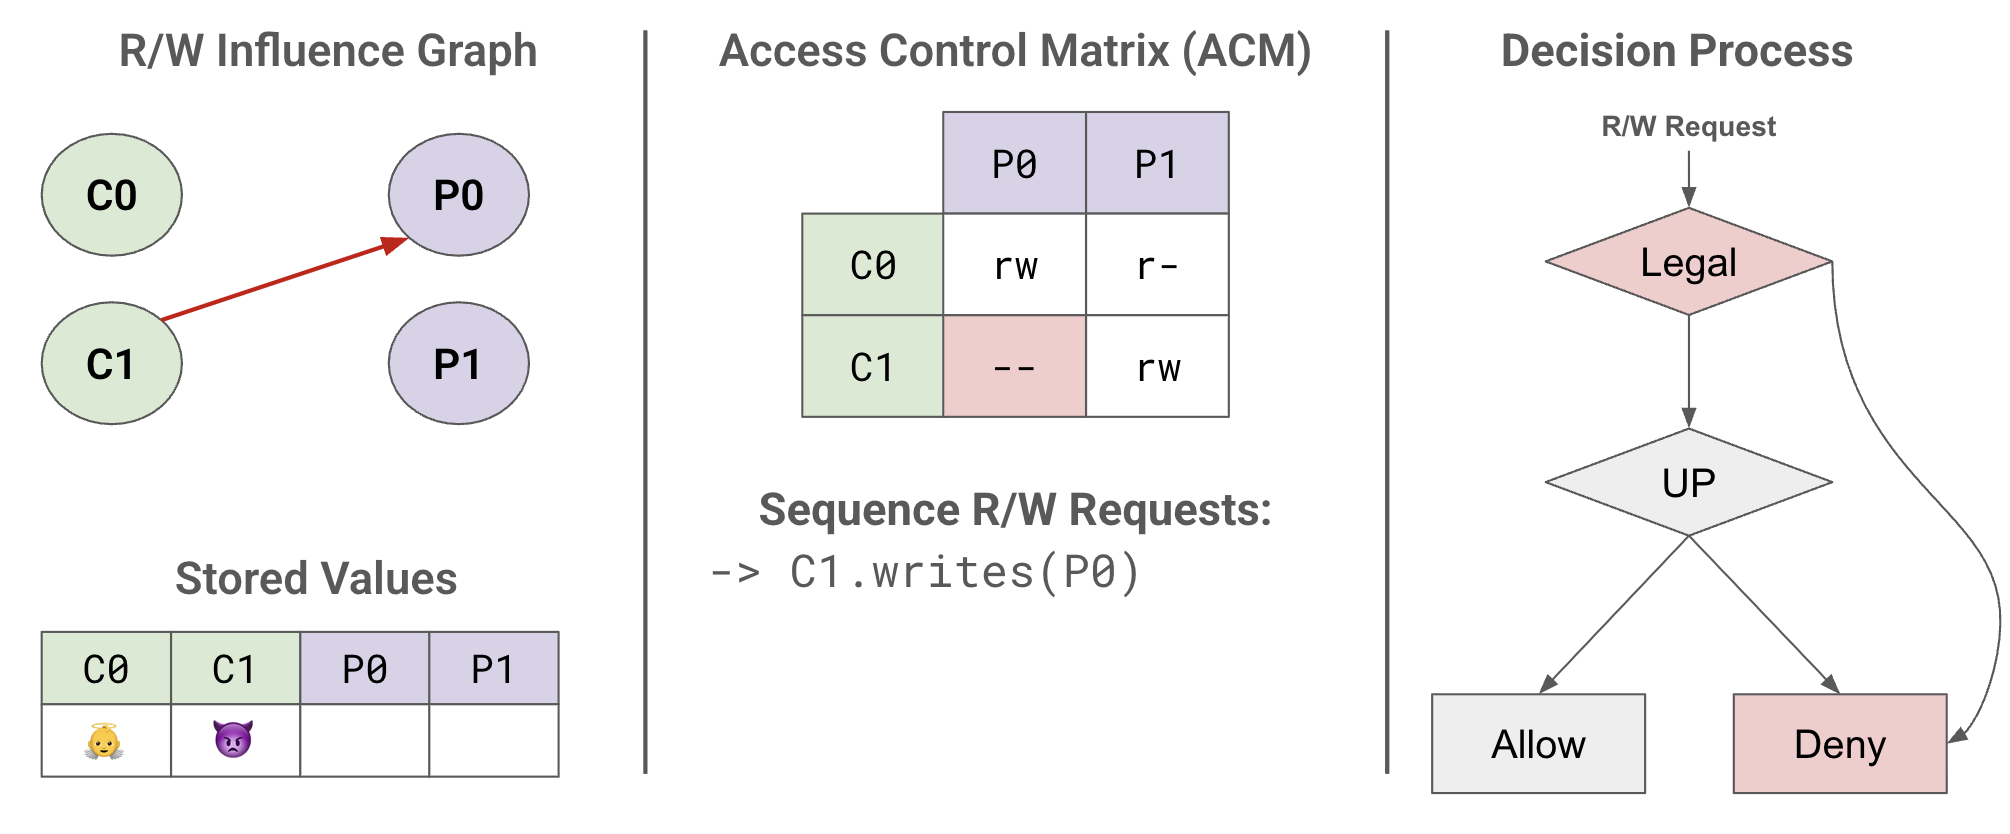 R/W Influence Graph
C0
P0
C1
P1
Stored Values
C0 C1 P0 P1
Access Control Matrix (ACM)
P0 P1
C0 rw r-
C1 -- rw
Sequence R/W Requests:
-> C1.writes(P0)
Decision Process
R/W Request
Legal
UP
Allow
Deny